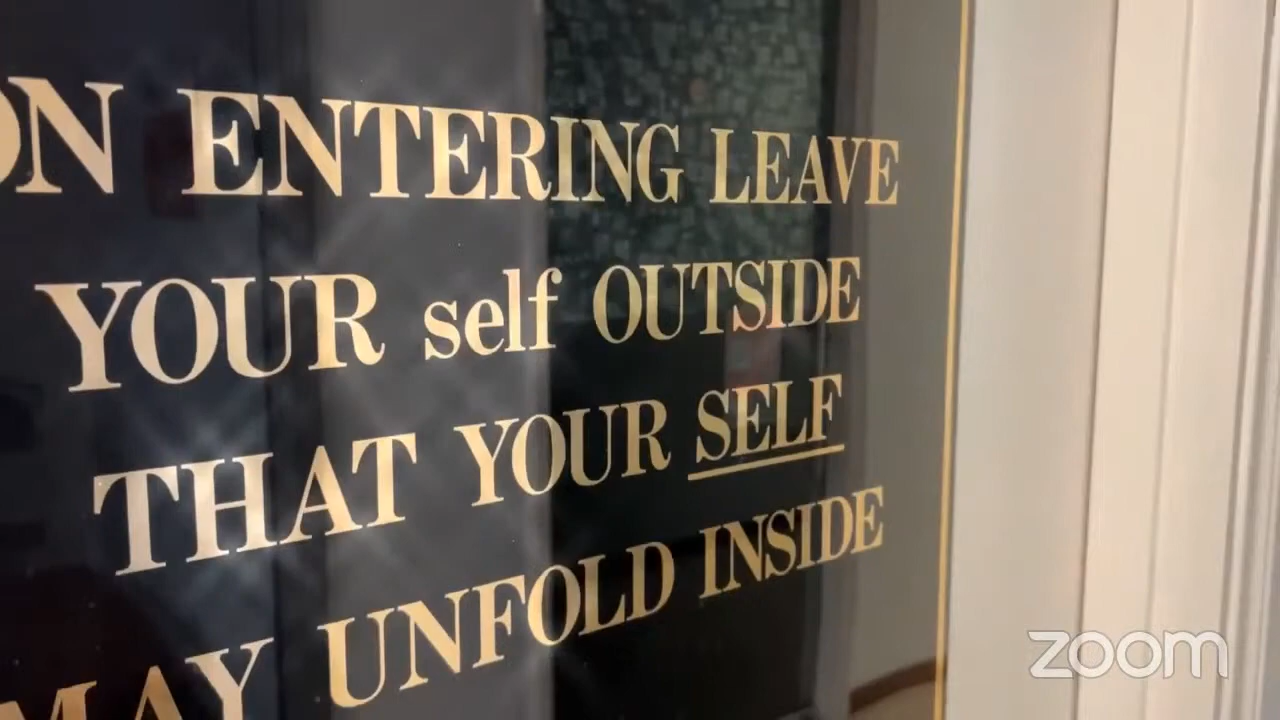 ON ENTERING LEAVE
YOUR self OUTSIDE
THAT YOUR SELF
MAY UNFOLD INSIDE
zoom